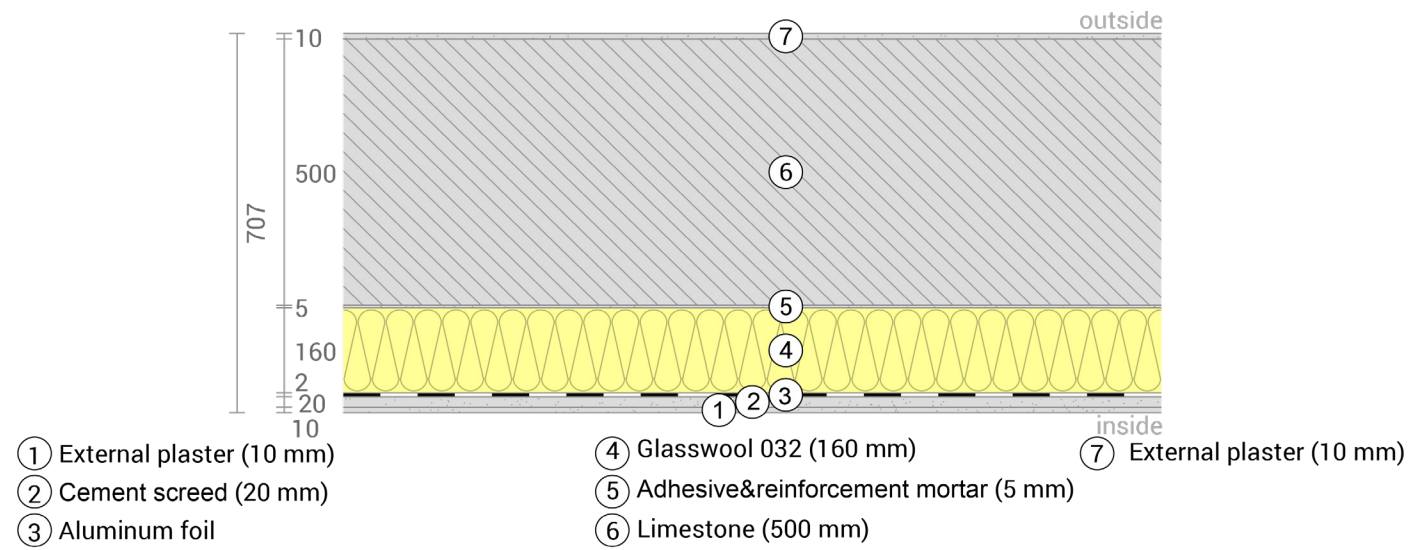 outside
10
500
707
5
160
2
20
10
inside
7
6
5
4
3
2
1
1 External plaster (10 mm)
2 Cement screed (20 mm)
3 Aluminum foil
4 Glasswool 032 (160 mm)
5 Adhesive&reinforcement mortar (5 mm)
6 Limestone (500 mm)
7 External plaster (10 mm)